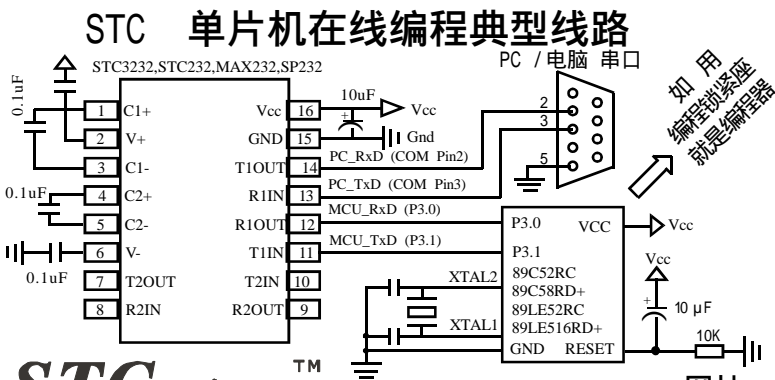 STC 单片机在线编程典型线路
STC3232,STC232,MAX232,SP232
PC /电脑 串口
如 用
编程锁紧座
就是编程器
0.1uF
1 C1+
2 V+
3 C1-
4 C2+
5 C2-
6 V-
7 T2OUT
8 R2IN
0.1uF
0.1uF
Vcc 16
GND 15
T1OUT 14
R1IN 13
R1OUT 12
T1IN 11
T2IN 10
R2OUT 9
10uF
+
Vcc
Gnd
PC_RxD (COM Pin2)
PC_TxD (COM Pin3)
MCU_RxD (P3.0)
MCU_TxD (P3.1)
2
3
5
P3.0 VCC
P3.1
89C52RC
89C58RD+
89LE52RC
89LE516RD+
GND RESET
XTAL2
XTAL1
Vcc
Vcc
+
10 μF
10K
STC
TM